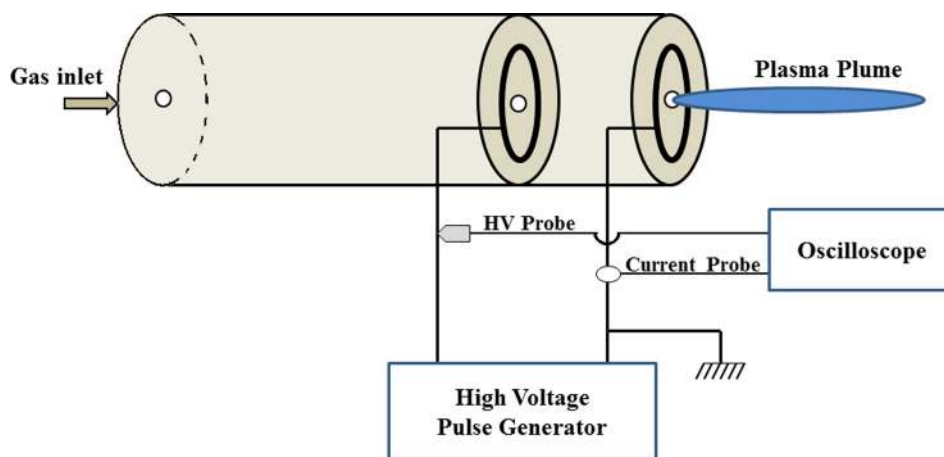 Gas inlet
Plasma Plume
HV Probe
Oscilloscope
Current Probe
High Voltage
Pulse Generator